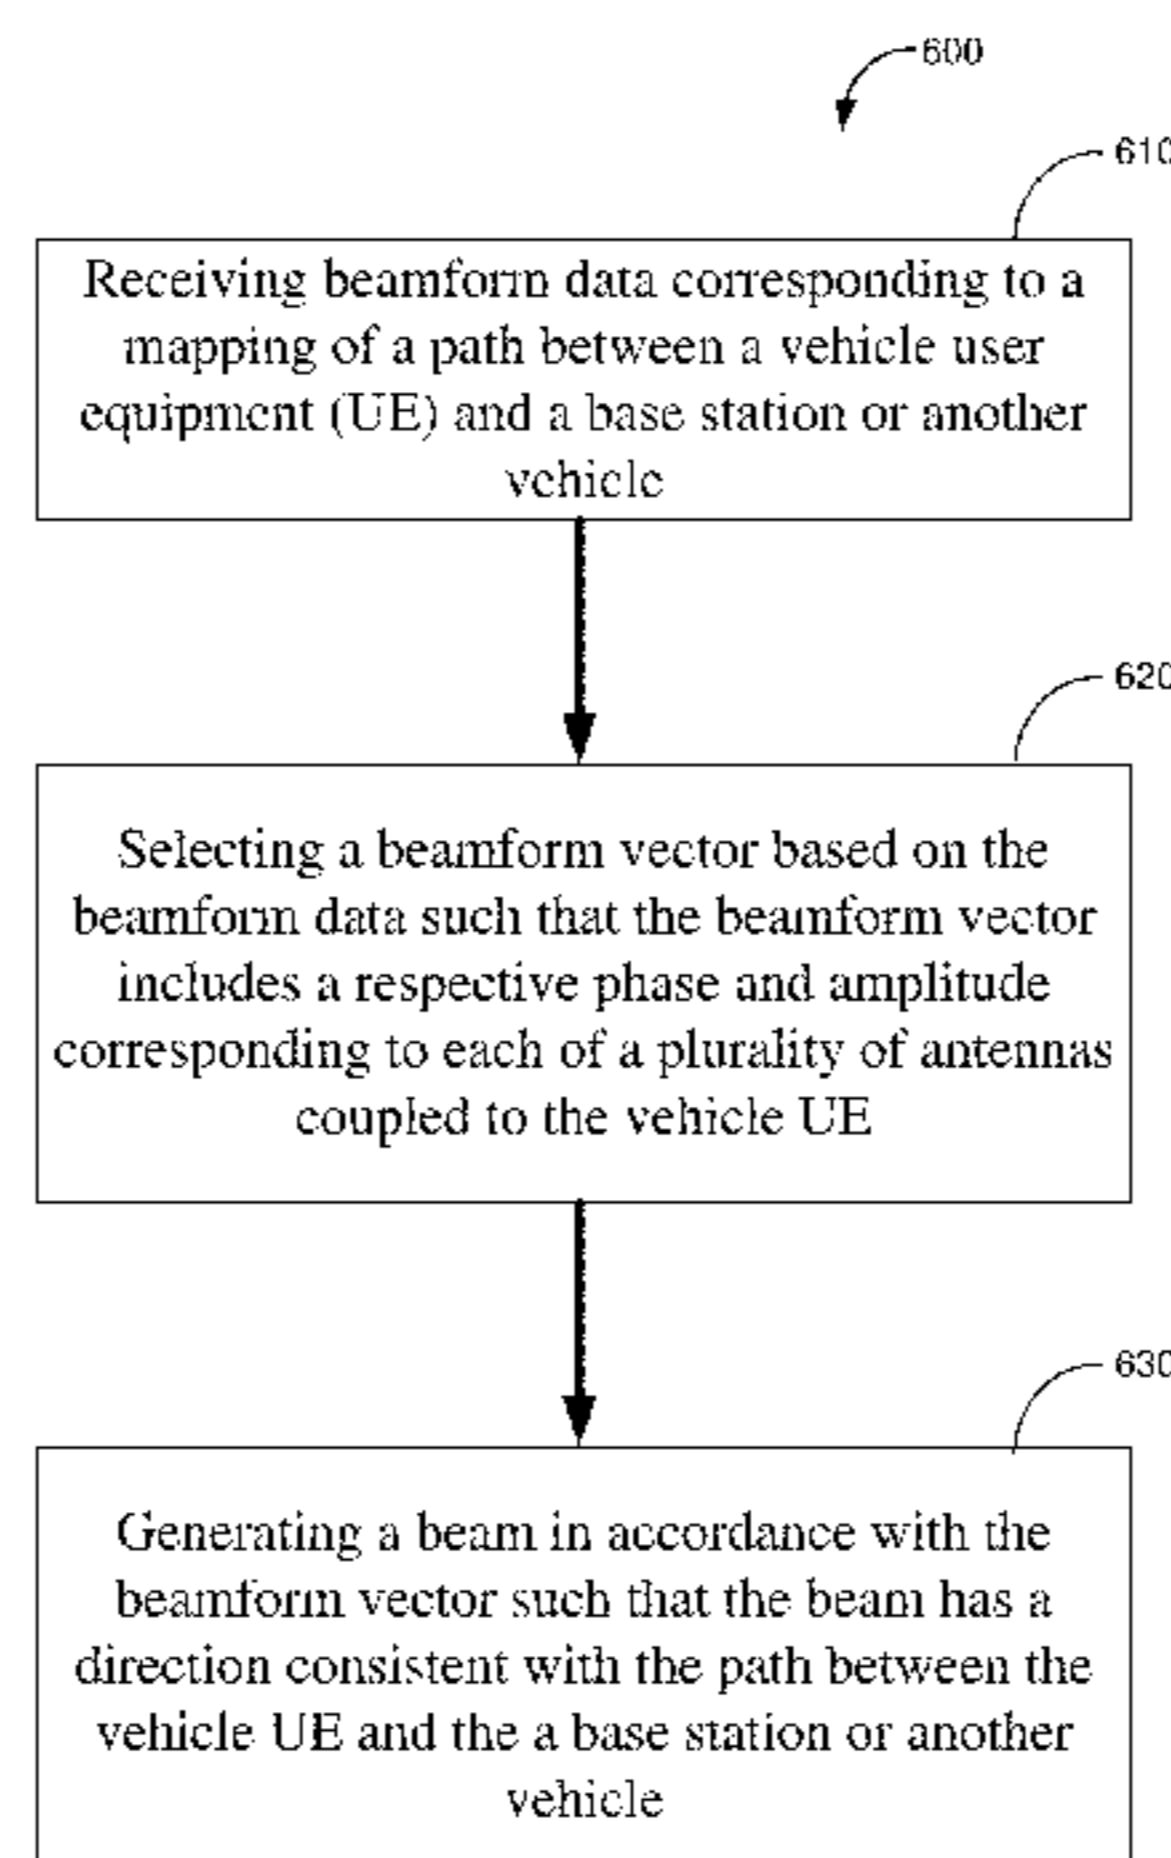 600
610
Receiving beamform data corresponding to a
mapping of a path between a vehicle user
equipment (UE) and a base station or another
vehicle
620
Selecting a beamform vector based on the
beamform data such that the beamform vector
includes a respective phase and amplitude
corresponding to each of a plurality of antennas
coupled to the vehicle UE
630
Generating a beam in accordance with the
beamform vector such that the beam has a
direction consistent with the path between the
vehicle UE and the a base station or another
vehicle